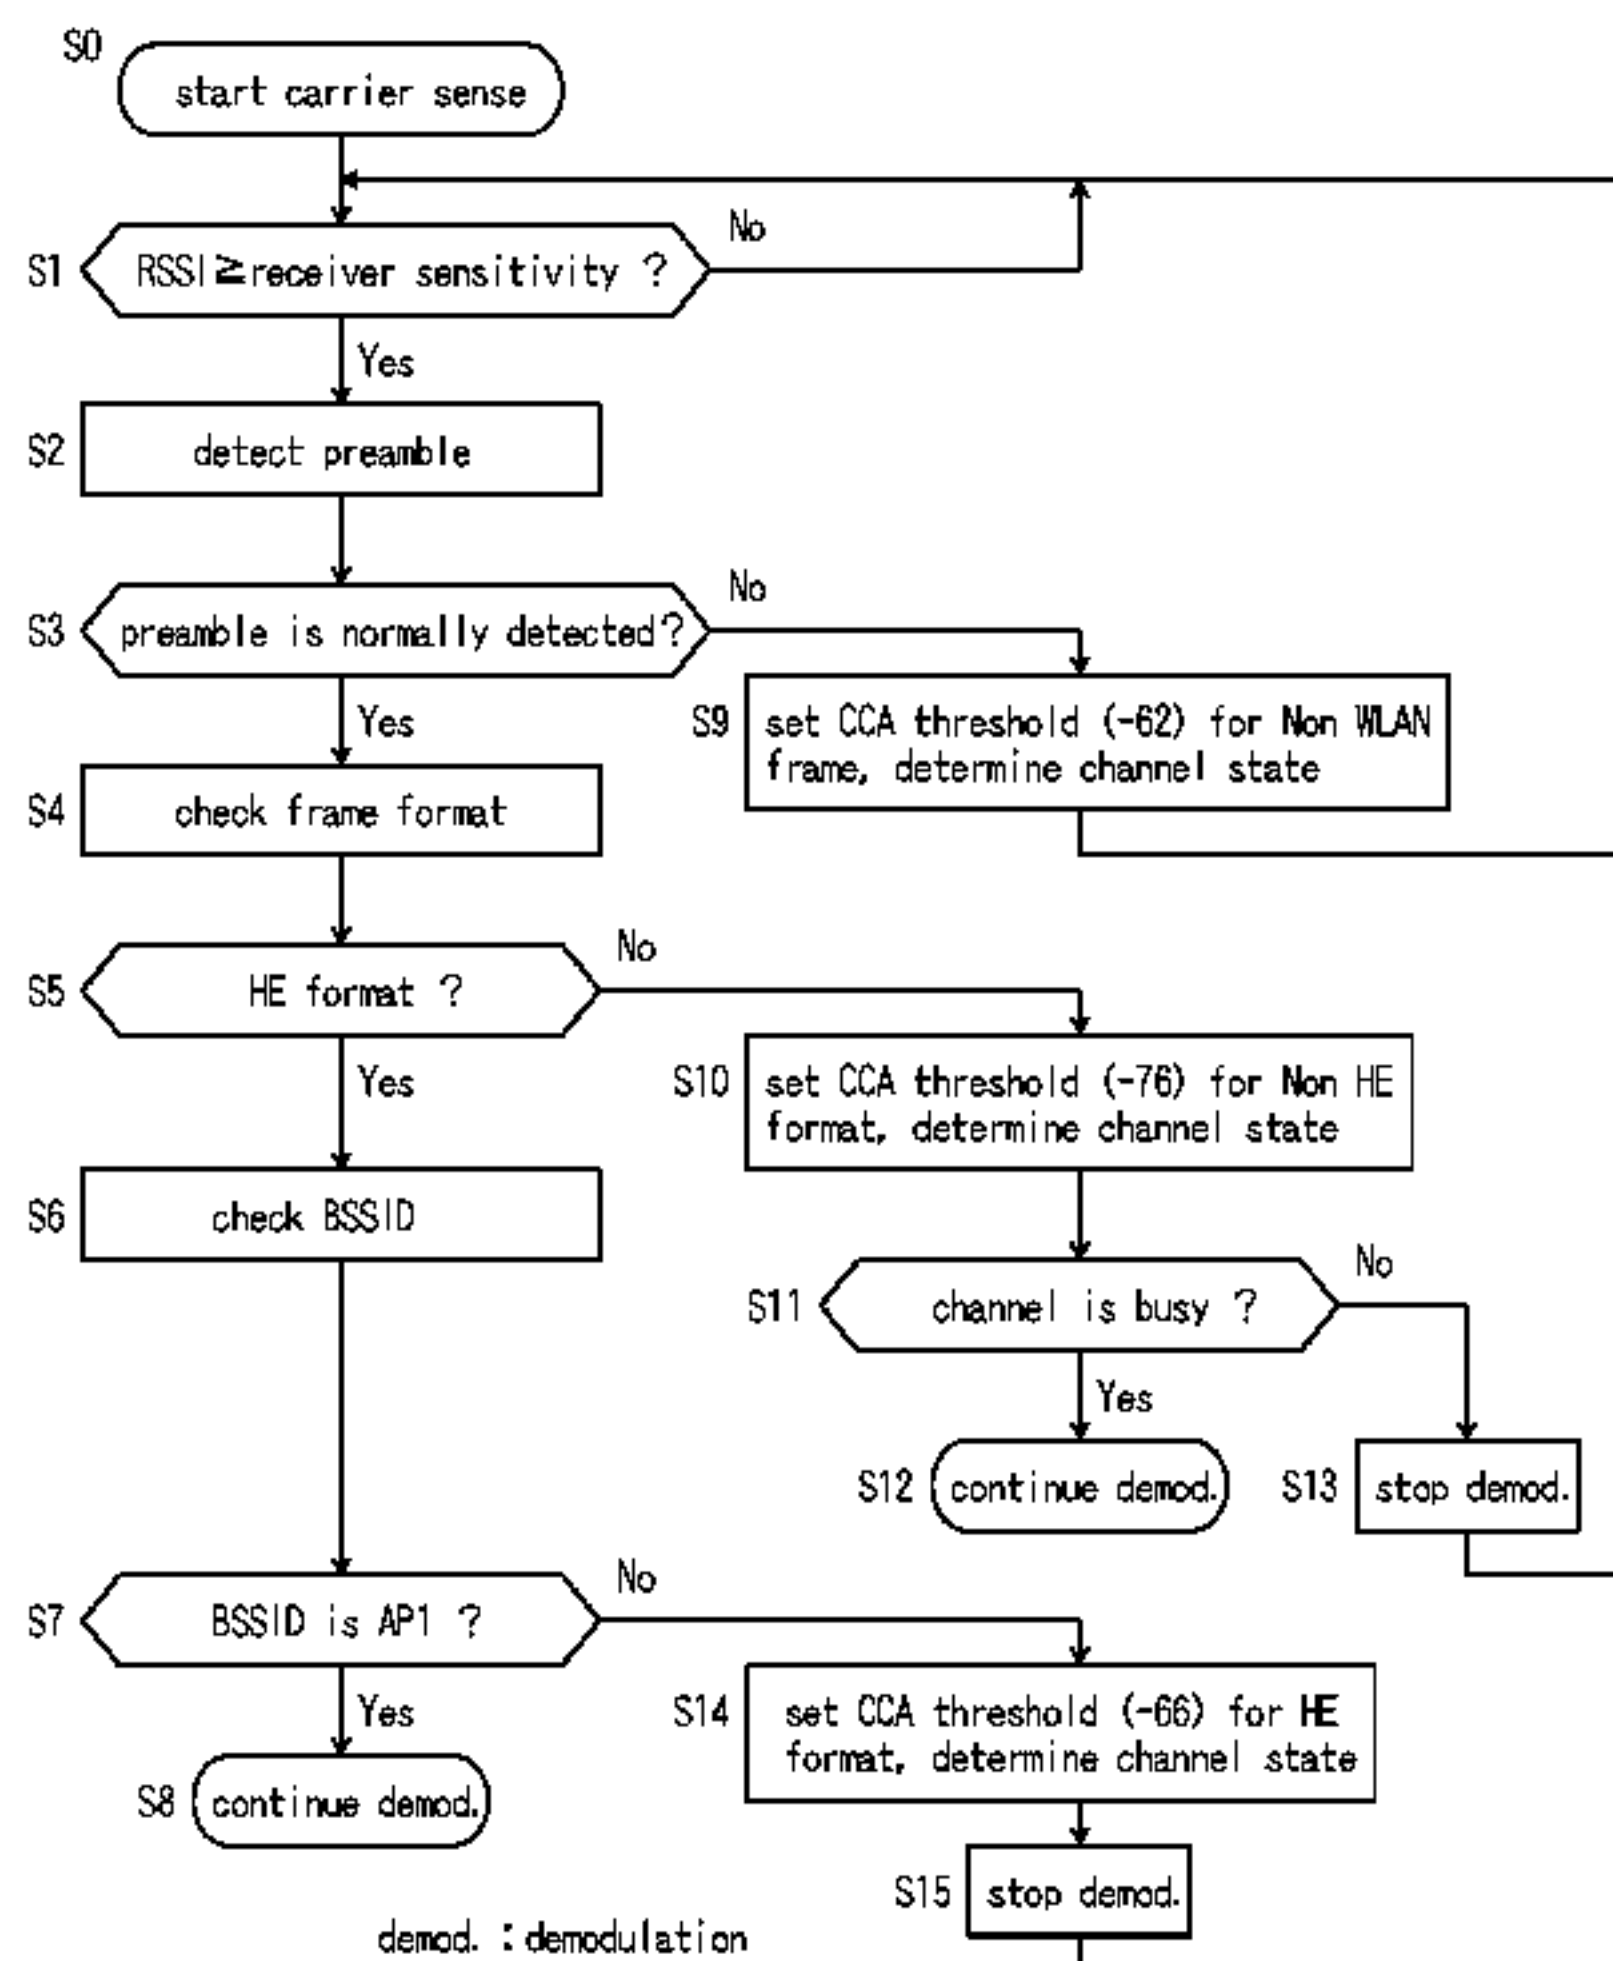 S0
start carrier sense
S1
RSSI≧receiver sensitivity ?
No
Yes
S2
detect preamble
S3
preamble is normally detected?
No
Yes
S9
set CCA threshold (-62) for Non WLAN
frame, determine channel state
S4
check frame format
S5
HE format ?
No
Yes
S10
set CCA threshold (-76) for Non HE
format, determine channel state
S6
check BSSID
S11
channel is busy ?
No
Yes
S12
continue demod.
S13
stop demod.
S7
BSSID is AP1 ?
No
Yes
S14
set CCA threshold (-66) for HE
format, determine channel state
S8
continue demod.
S15
stop demod.
demod. : demodulation